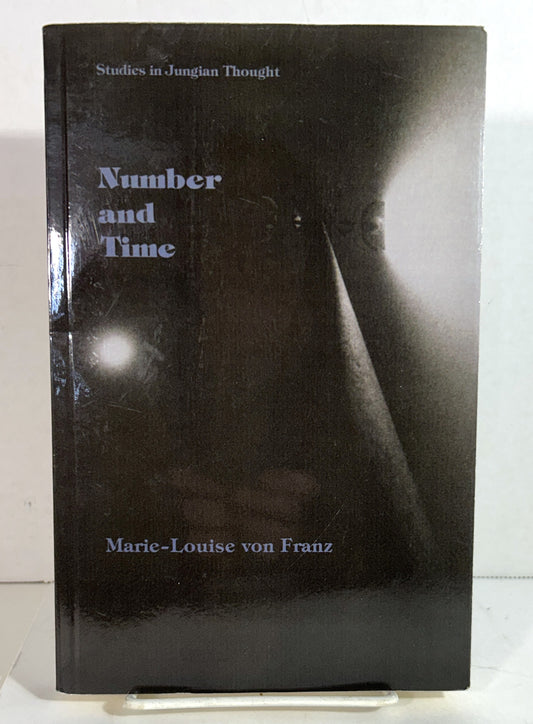 Studies in Jungian Thought
Number
and
Time
Marie-Louise von Franz